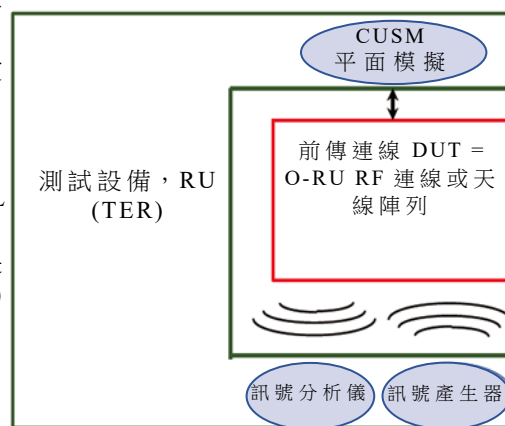 CUSM
平面模擬
前傳連線 DUT =
O-RU RF 連線或天
線陣列
測試設備，RU
(TER)
訊號分析儀
訊號產生器